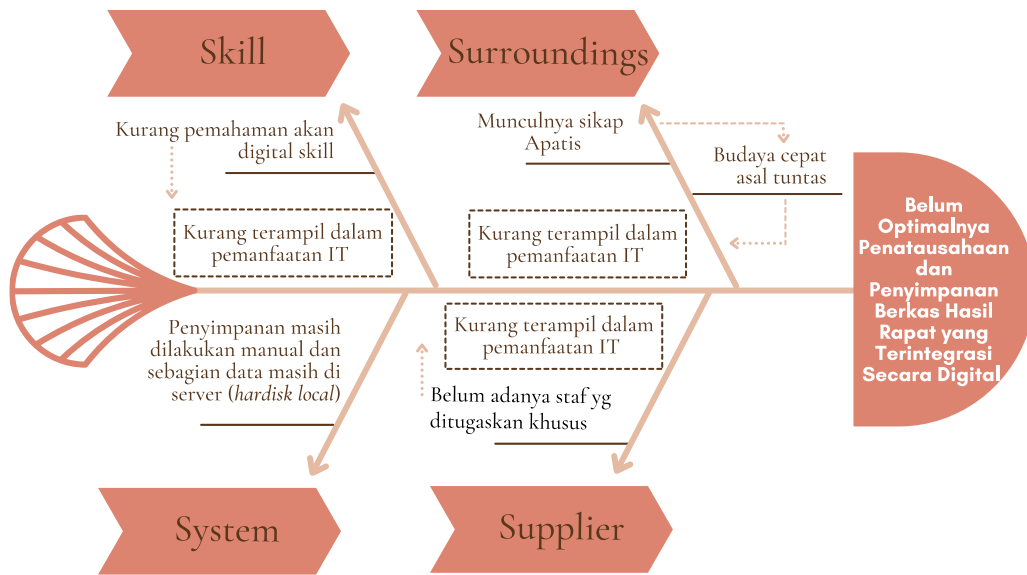 Skill
Surroundings
Kurang pemahaman akan
digital skill
Munculnya sikap
Apatis
Budaya cepat
asal tuntas
Kurang terampil dalam
pemanfaatan IT
Kurang terampil dalam
pemanfaatan IT
Belum
Optimalnya
Penatausahaan
dan
Penyimpanan
Berkas Hasil
Rapat yang
Terintegrasi
Secara Digital
Penyimpanan masih
dilakukan manual dan
sebagian data masih di
server (hardisk local)
Kurang terampil dalam
pemanfaatan IT
Belum adanya staf yg
ditugaskan khusus
System
Supplier